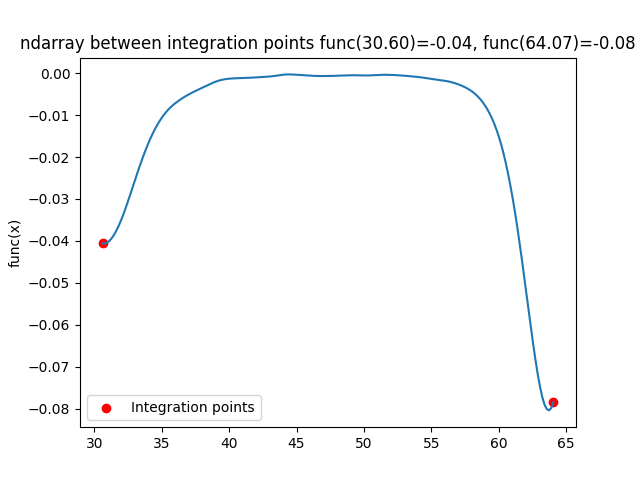 ndarray between integration points func(30.60)=-0.04, func(64.07)=-0.08
func(x)
0.00
−0.01
−0.02
−0.03
−0.04
−0.05
−0.06
−0.07
−0.08
Integration points
30 35 40 45 50 55 60 65